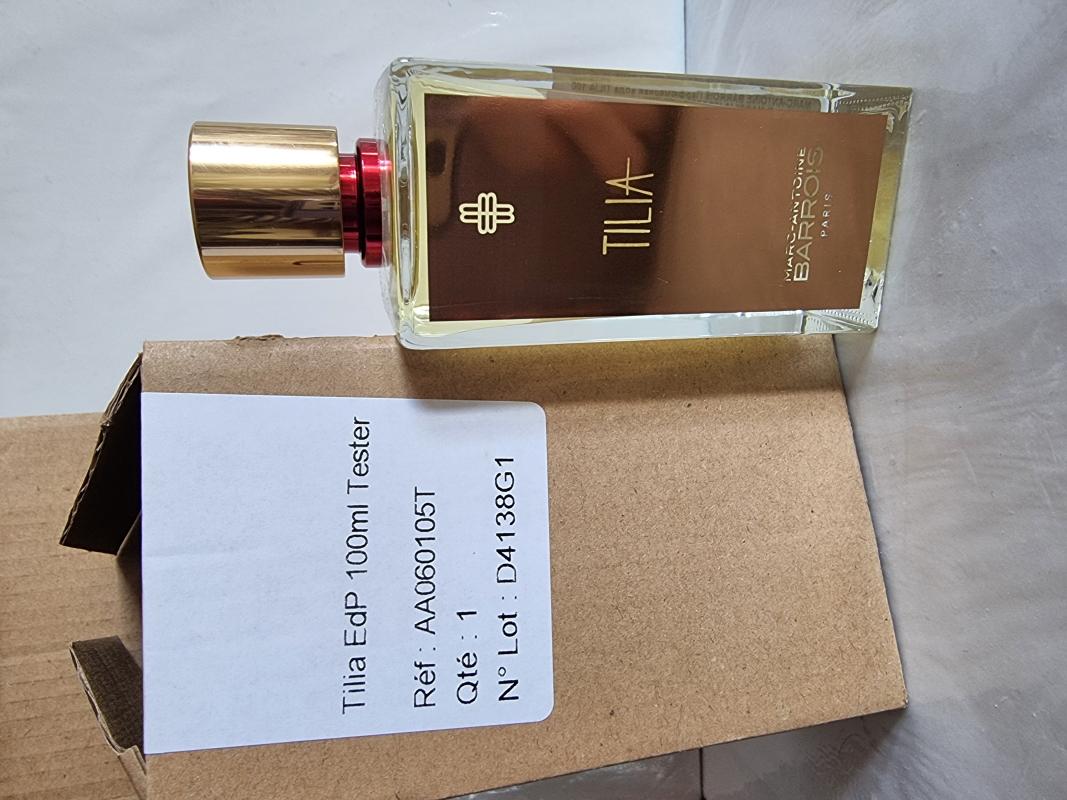 TILIA
MARC-ANTOINE
BARROIS
PARIS
Tilia EdP 100ml Tester
Réf : AA060105T
Qté : 1
N° Lot : D4138G1